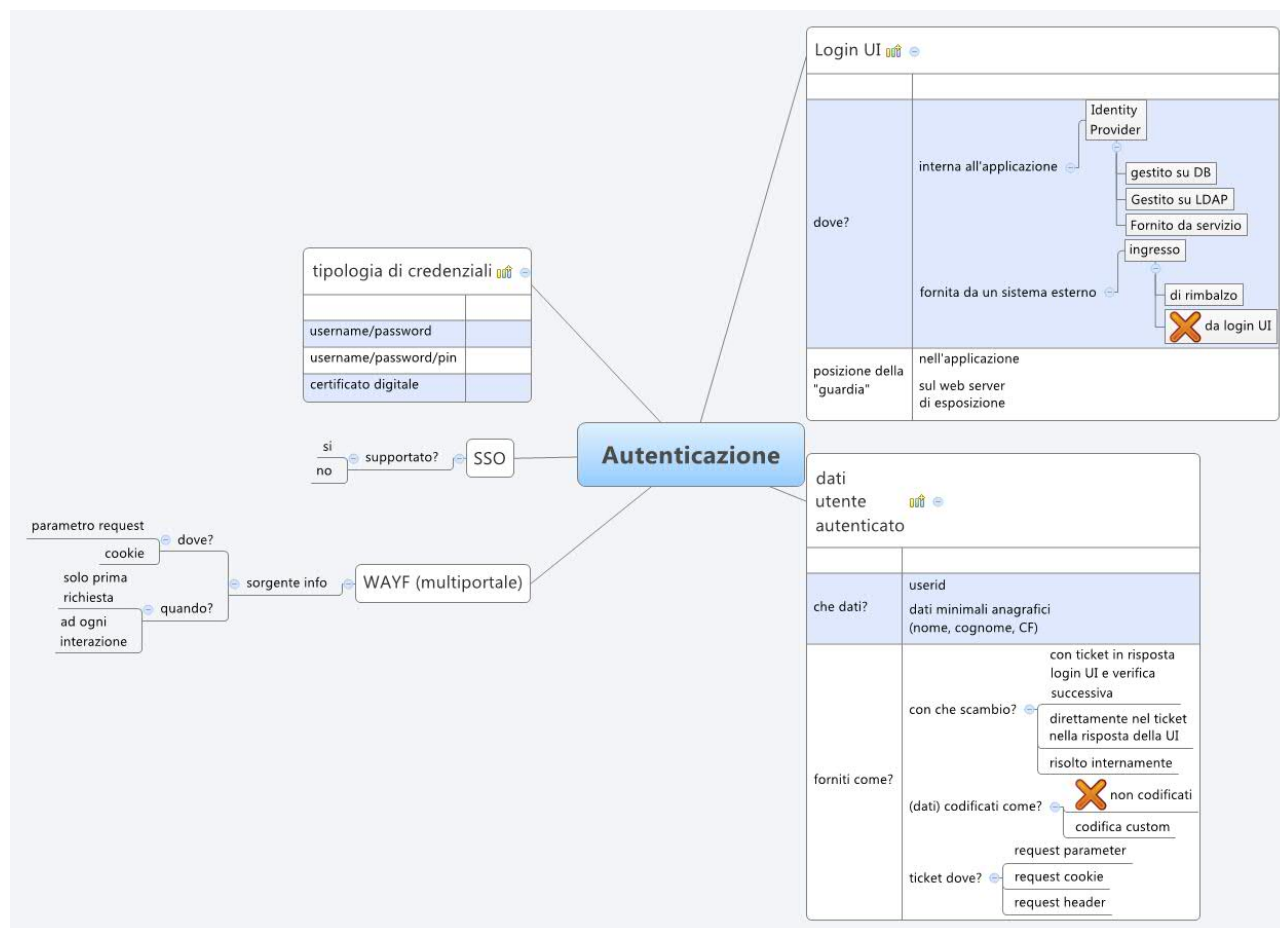 Login UI
dove?
interna all'applicazione
Identity
Provider
gestito su DB
Gestito su LDAP
Fornito da servizio
fornita da un sistema esterno
ingresso
di rimbalzo
da login UI
posizione della
"guardia"
nell'applicazione
sul web server
di esposizione
tipologia di credenziali
username/password
username/password/pin
certificato digitale
Autenticazione
SSO
supportato?
si
no
WAYF (multiportale)
sorgente info
dove?
parametro request
cookie
quando?
solo prima
richiesta
ad ogni
interazione
dati
utente
autenticato
che dati?
userid
dati minimali anagrafici
(nome, cognome, CF)
forniti come?
con che scambio?
con ticket in risposta
login UI e verifica
successiva
direttamente nel ticket
nella risposta della UI
risolto internamente
(dati) codificati come?
non codificati
codifica custom
ticket dove?
request parameter
request cookie
request header